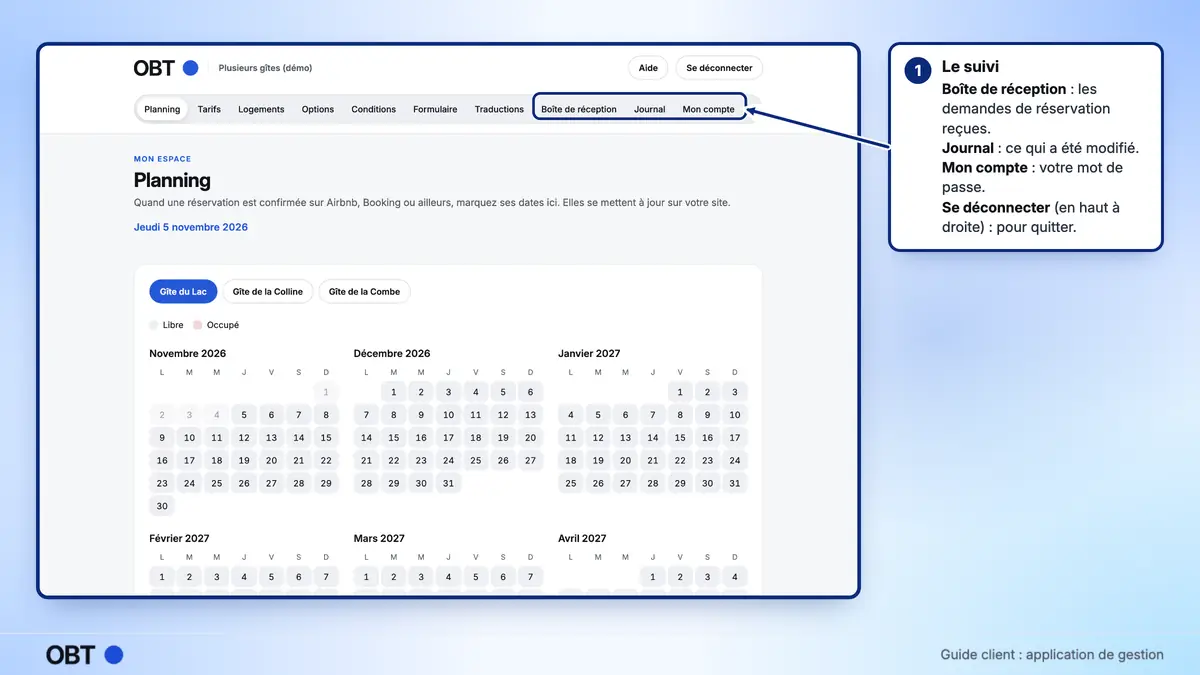 OBT
Plusieurs gîtes (démo)
Aide
Se déconnecter
Planning Tarifs Logements Options Conditions Formulaire Traductions Boîte de réception Journal Mon compte
MON ESPACE
Planning
Quand une réservation est confirmée sur Airbnb, Booking ou ailleurs, marquez ses dates ici. Elles se mettent à jour sur votre site.
Jeudi 5 novembre 2026
Gîte du Lac Gîte de la Colline Gîte de la Combe
Libre Occupé
Novembre 2026
L M M J V S D
1
2 3 4 5 6 7 8
9 10 11 12 13 14 15
16 17 18 19 20 21 22
23 24 25 26 27 28 29
30
Décembre 2026
L M M J V S D
1 2 3 4 5 6
7 8 9 10 11 12 13
14 15 16 17 18 19 20
21 22 23 24 25 26 27
28 29 30 31
Janvier 2027
L M M J V S D
1 2 3
4 5 6 7 8 9 10
11 12 13 14 15 16 17
18 19 20 21 22 23 24
25 26 27 28 29 30 31
Février 2027
L M M J V S D
1 2 3 4 5 6 7
Mars 2027
L M M J V S D
1 2 3 4 5 6 7
Avril 2027
L M M J V S D
1 2 3 4
1
Le suivi
Boîte de réception : les
demandes de réservation
reçues.
Journal : ce qui a été modifié.
Mon compte : votre mot de
passe.
Se déconnecter (en haut à
droite) : pour quitter.
OBT
Guide client : application de gestion